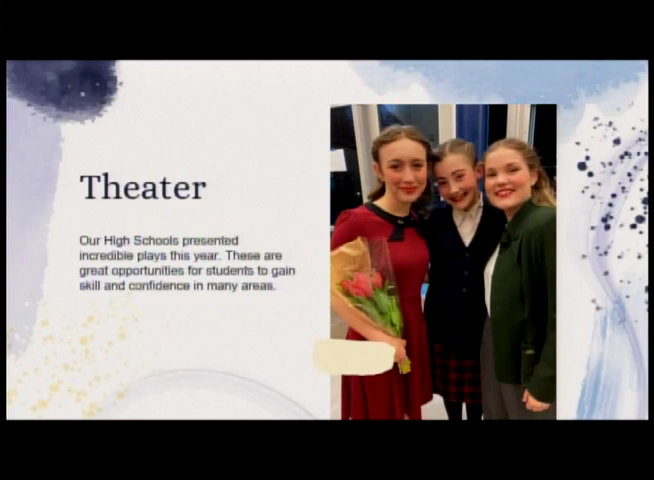 Theater
Our High Schools presented
incredible plays this year. These are
great opportunities for students to gain
skill and confidence in many areas.